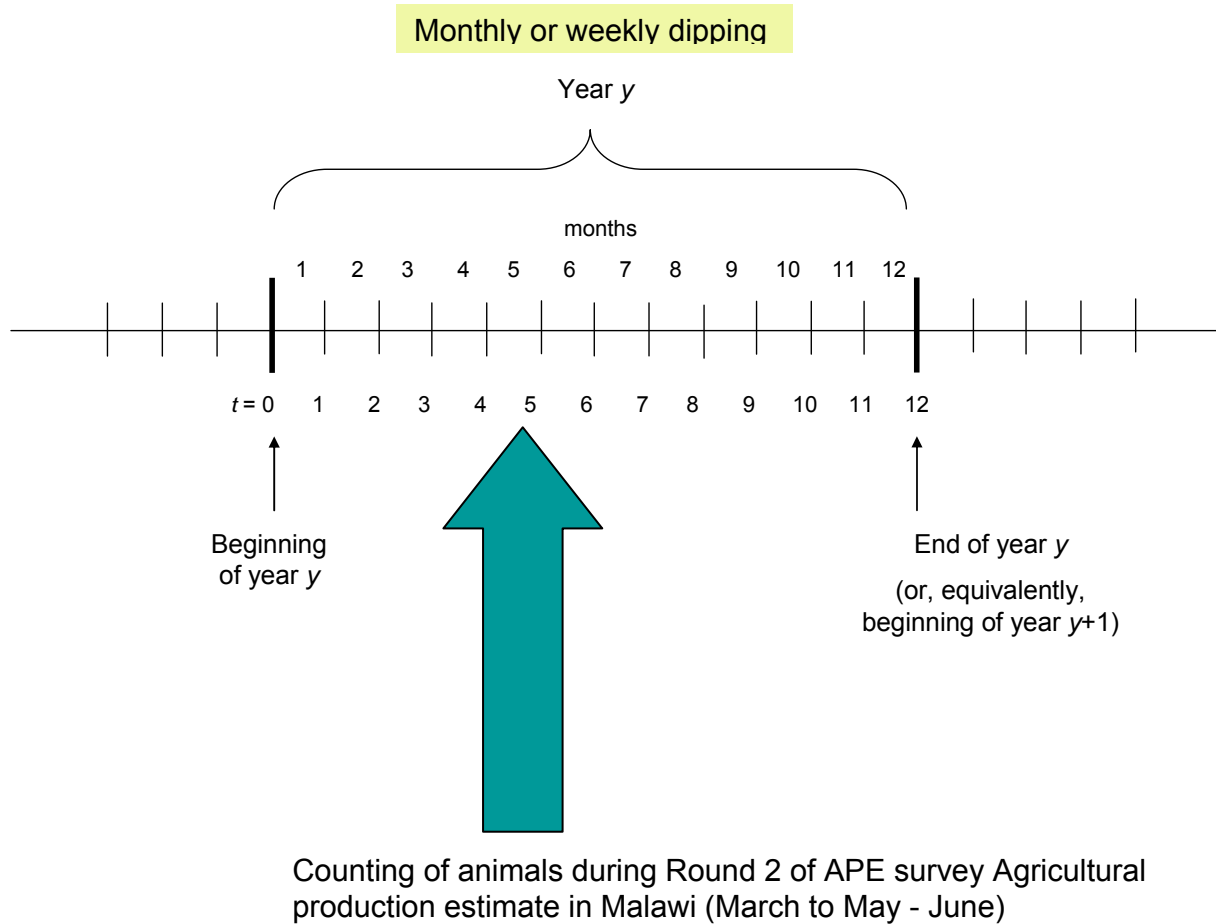 Monthly or weekly dipping
Year y
months
1 2 3 4 5 6 7 8 9 10 11 12
t = 0 1 2 3 4 5 6 7 8 9 10 11 12
Beginning
of year y
End of year y
(or, equivalently,
beginning of year y+1)
Counting of animals during Round 2 of APE survey Agricultural
production estimate in Malawi (March to May - June)